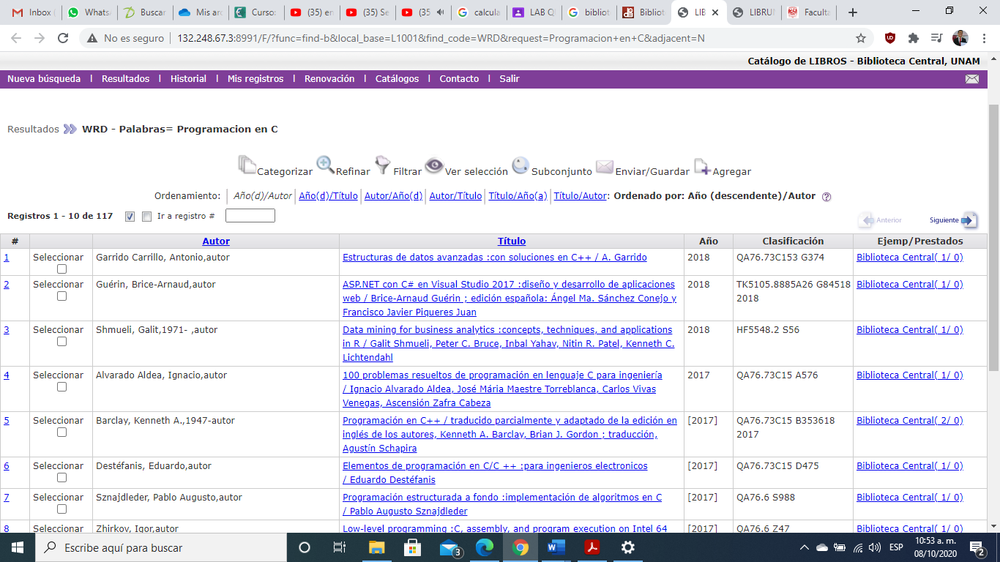 Inbox (
WhatsA
Buscar
Mis arc
Curso:
(35) en
(35) Se
(35
calcula
LAB Q
bibliot
Bibliot
LIB
LIBRU
Faculta
No es seguro | 132.248.67.3:8991/F/?func=find-b&local_base=L1001&find_code=WRD&request=Programacion+en+C&adjacent=N
Catálogo de LIBROS - Biblioteca Central, UNAM
Nueva búsqueda | Resultados | Historial | Mis registros | Renovación | Catálogos | Contacto | Salir
Resultados WRD - Palabras= Programacion en C
Categorizar Refinar Filtrar Ver selección Subconjunto Enviar/Guardar Agregar
Ordenamiento: Año(d)/Autor Año(d)/Título Autor/Año(d) Autor/Título Título/Año(a) Título/Autor: Ordenado por: Año (descendente)/Autor ?
Registros 1 - 10 de 117 Ir a registro # Anterior Siguiente
# Autor Título Año Clasificación Ejemp/Prestados
1 Seleccionar Garrido Carrillo, Antonio,autor Estructuras de datos avanzadas :con soluciones en C++ / A. Garrido 2018 QA76.73C153 G374 Biblioteca Central( 1/ 0)
2 Seleccionar Guérin, Brice-Arnaud,autor ASP.NET con C# en Visual Studio 2017 :diseño y desarrollo de aplicaciones 2018 TK5105.8885A26 G84518 Biblioteca Central( 1/ 0)
web / Brice-Arnaud Guérin ; edición española: Ángel Ma. Sánchez Conejo y 2018
Francisco Javier Piqueres Juan
3 Seleccionar Shmueli, Galit,1971- ,autor Data mining for business analytics :concepts, techniques, and applications 2018 HF5548.2 S56 Biblioteca Central( 1/ 0)
in R / Galit Shmueli, Peter C. Bruce, Inbal Yahav, Nitin R. Patel, Kenneth C.
Lichtendahl
4 Seleccionar Alvarado Aldea, Ignacio,autor 100 problemas resueltos de programación en lenguaje C para ingeniería 2017 QA76.73C15 A576 Biblioteca Central( 1/ 0)
/ Ignacio Alvarado Aldea, José Mária Maestre Torreblanca, Carlos Vivas
Venegas, Ascensión Zafra Cabeza
5 Seleccionar Barclay, Kenneth A.,1947-autor Programación en C++ / traducido parcialmente y adaptado de la edición en [2017] QA76.73C15 B353618 Biblioteca Central( 2/ 0)
inglés de los autores, Kenneth A. Barclay, Brian J. Gordon ; traducción, 2017
Agustín Schapira
6 Seleccionar Destéfanis, Eduardo,autor Elementos de programación en C/C ++ :para ingenieros electronicos [2017] QA76.73C15 D475 Biblioteca Central( 1/ 0)
/ Eduardo Destéfanis
7 Seleccionar Sznajdleder, Pablo Augusto,autor Programación estructurada a fondo :implementación de algoritmos en C [2017] QA76.6 S988 Biblioteca Central( 1/ 0)
/ Pablo Augusto Sznajdleder
8 Seleccionar Zhirkov, Igor,autor Low-level programming :C, assembly, and program execution on Intel 64 [2017] QA76.6 Z47 Biblioteca Central( 1/ 0)
Escribe aquí para buscar
3
ESP
10:53 a. m.
08/10/2020
2